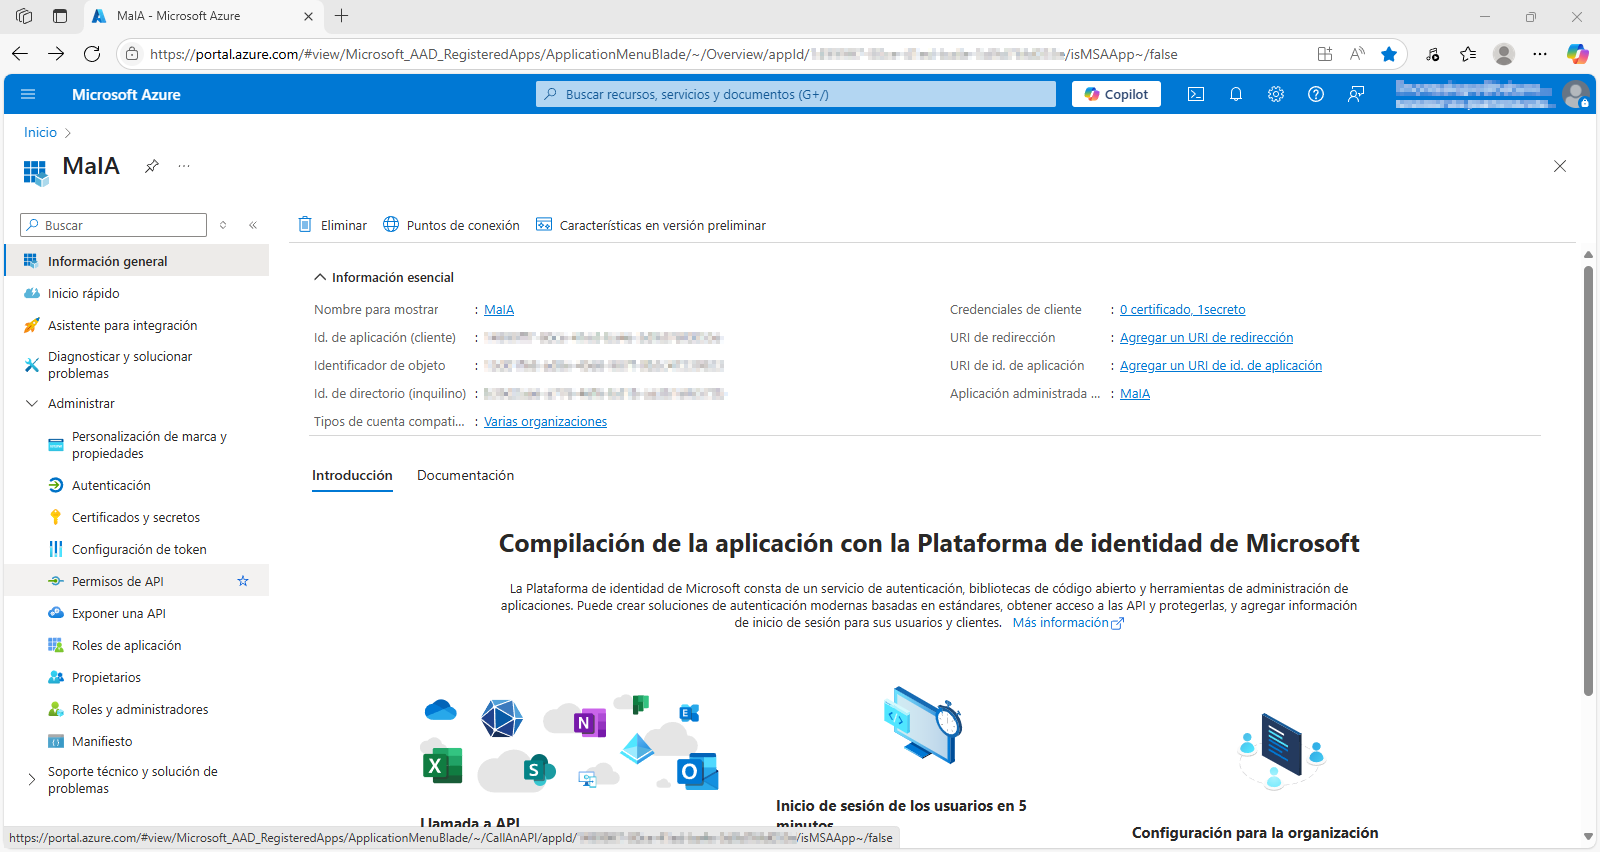 MaIA - Microsoft Azure
https://portal.azure.com/#view/Microsoft_AAD_RegisteredApps/ApplicationMenuBlade/~/Overview/appId/ /isMSAApp~/false
Microsoft Azure
Buscar recursos, servicios y documentos (G+/)
Copilot
Inicio
MaIA
Buscar
Eliminar
Puntos de conexión
Características en versión preliminar
Información general
Inicio rápido
Asistente para integración
Diagnosticar y solucionar
problemas
Administrar
Personalización de marca y
propiedades
Autenticación
Certificados y secretos
Configuración de token
Permisos de API
Exponer una API
Roles de aplicación
Propietarios
Roles y administradores
Manifiesto
Soporte técnico y solución de
problemas
Información esencial
Nombre para mostrar : MaIA
Id. de aplicación (cliente) :
Identificador de objeto :
Id. de directorio (inquilino) :
Tipos de cuenta compati... : Varias organizaciones
Credenciales de cliente : 0 certificado, 1secreto
URI de redirección : Agregar un URI de redirección
URI de id. de aplicación : Agregar un URI de id. de aplicación
Aplicación administrada ... : MaIA
Introducción
Documentación
Compilación de la aplicación con la Plataforma de identidad de Microsoft
La Plataforma de identidad de Microsoft consta de un servicio de autenticación, bibliotecas de código abierto y herramientas de administración de
aplicaciones. Puede crear soluciones de autenticación modernas basadas en estándares, obtener acceso a las API y protegerlas, y agregar información
de inicio de sesión para sus usuarios y clientes. Más información
Llamada a API
Inicio de sesión de los usuarios en 5
minutos
Configuración para la organización
https://portal.azure.com/#view/Microsoft_AAD_RegisteredApps/ApplicationMenuBlade/~/CallAnAPI/appId/ /isMSAApp~/false